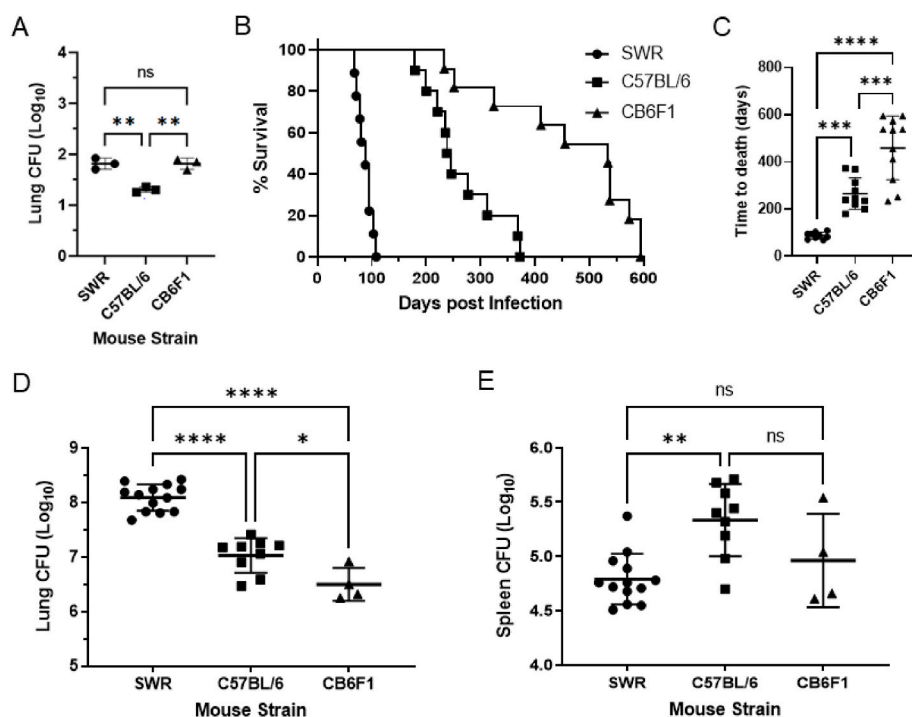 A
Lung CFU (Log10)
4
3
2
1
0
ns
** **
SWR
C57BL/6
CB6F1
Mouse Strain
B
% Survival
100
80
60
40
20
0
0 100 200 300 400 500 600
Days post Infection
SWR
C57BL/6
CB6F1
C
Time to death (days)
800
600
400
200
0
****
***
***
SWR
C57BL/6
CB6F1
D
Lung CFU (Log10)
9
8
7
6
5
****
**** *
SWR C57BL/6 CB6F1
Mouse Strain
E
Spleen CFU (Log10)
6.0
5.5
5.0
4.5
4.0
ns
** ns
SWR C57BL/6 CB6F1
Mouse Strain